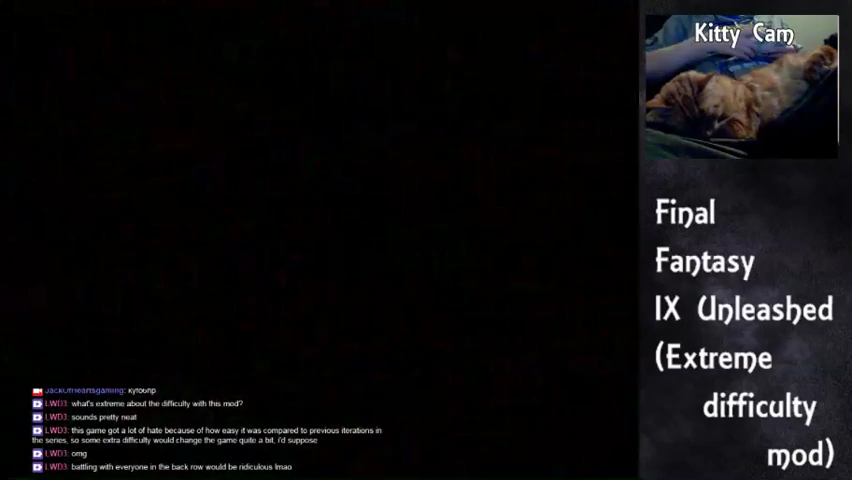 Kitty Cam
Final
Fantasy
IX Unleashed
(Extreme
difficulty
mod)
JackOfHeartsgaming:
LWD3: what's extreme about the difficulty with this mod?
LWD3: sounds pretty neat
LWD3: this game got a lot of hate because of how easy it was compared to previous iterations in
the series, so some extra difficulty would change the game quite a bit, i'd suppose
LWD3: omg
LWD3: battling with everyone in the back row would be ridiculous lmao